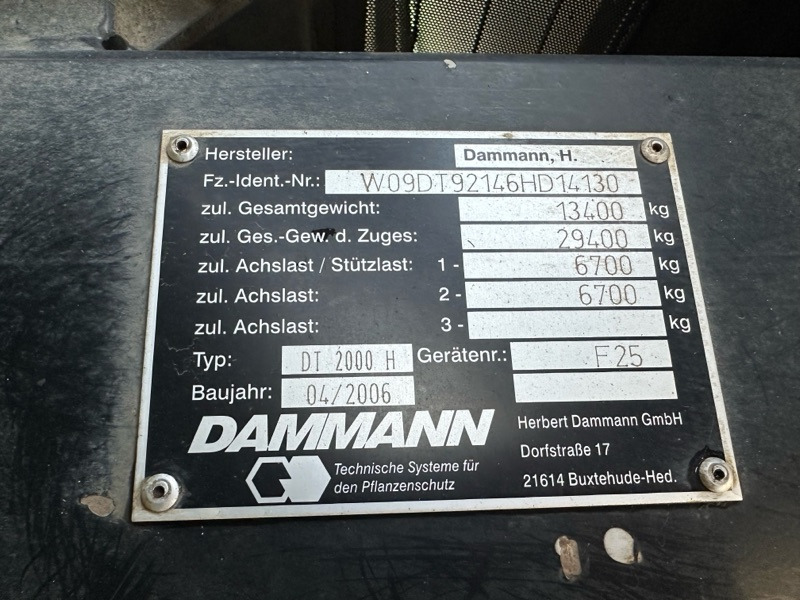 Hersteller: Dammann, H.
Fz.-Ident.-Nr.: W09DT92146HD14130
zul. Gesamtgewicht: 13400 kg
zul. Ges.-Gew. d. Zuges: 29400 kg
zul. Achslast / Stützlast: 1 - 6700 kg
zul. Achslast: 2 - 6700 kg
zul. Achslast: 3 - kg
Typ: DT 2000 H Gerätenr.: F25
Baujahr: 04/2006
DAMMANN
Technische Systeme für
den Pflanzenschutz
Herbert Dammann GmbH
Dorfstraße 17
21614 Buxtehude-Hed.